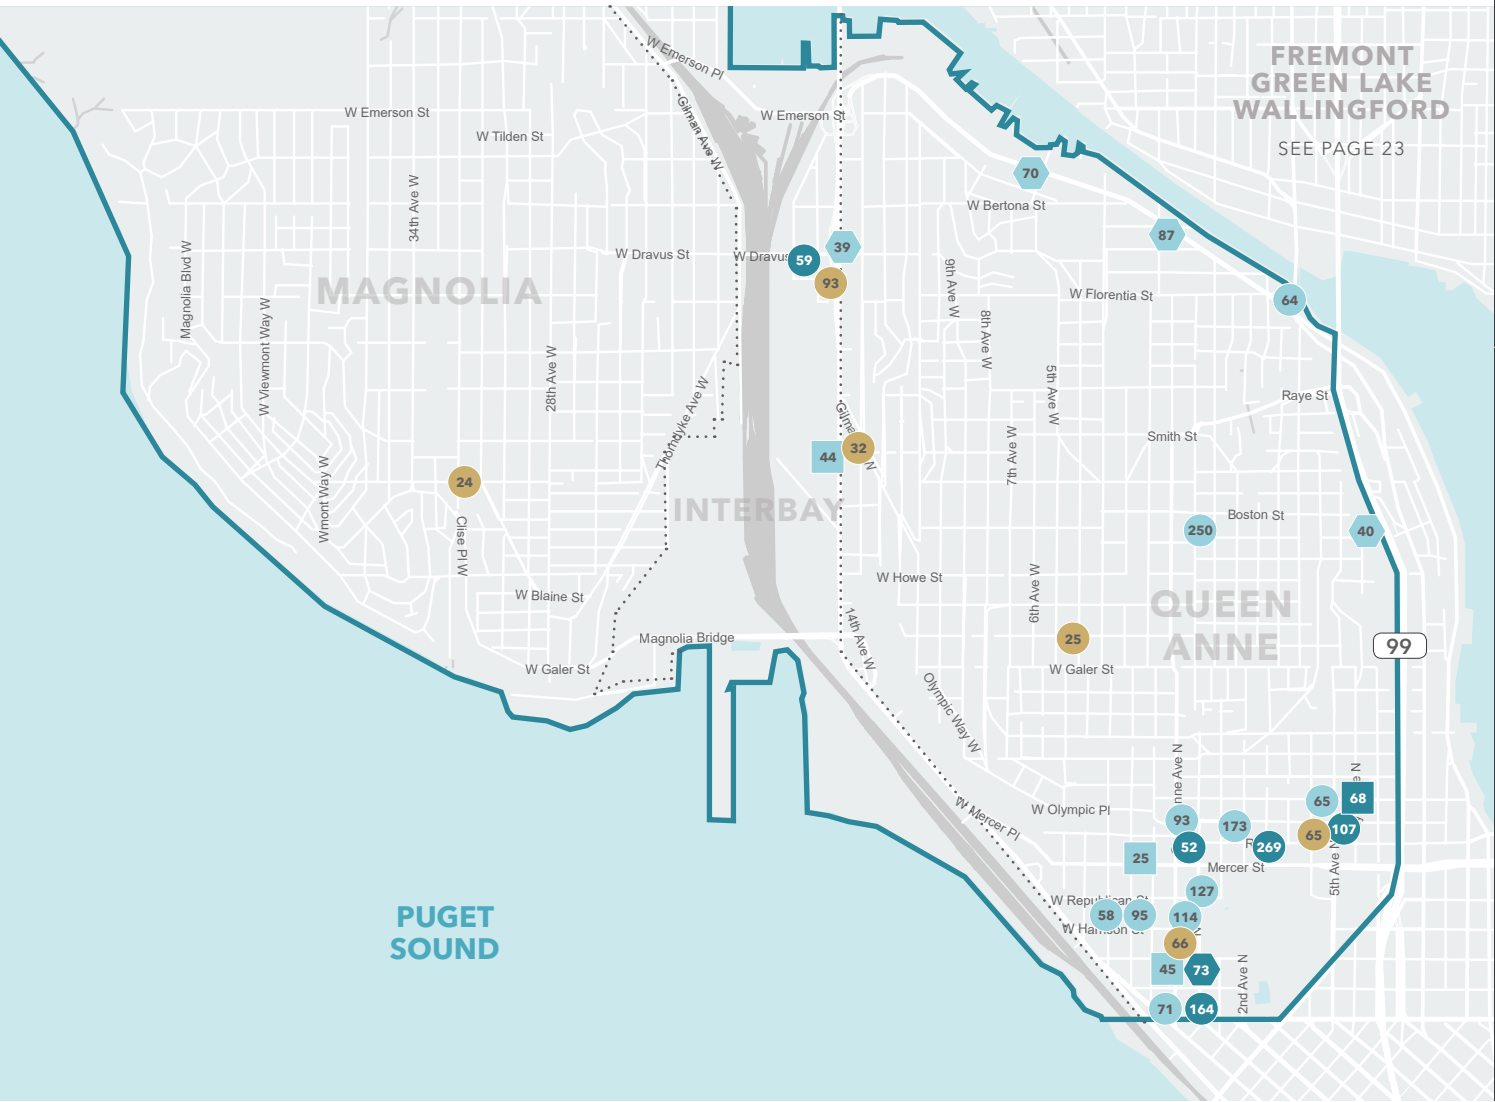 FREMONT
GREEN LAKE
WALLINGFORD
SEE PAGE 23
W Emerson Pl
W Emerson St
W Emerson St
Gilman Ave W
W Tilden St
70
34th Ave W
W Bertona St
87
Magnolia Blvd W
W Dravus St
W Dravus
59
39
93
9th Ave W
MAGNOLIA
W Florentia St
64
W Viewmont Way W
28th Ave W
8th Ave W
5th Ave W
Raye St
Thorndyke Ave W
Smith St
7th Ave W
44
32
24
Wmont Way W
INTERBAY
Clise Pl W
250
Boston St
40
W Howe St
6th Ave W
W Blaine St
QUEEN
ANNE
Magnolia Bridge
14th Ave W
25
99
W Galer St
W Galer St
Olympic Way W
nne Ave N
e N
W Mercer Pl
W Olympic Pl
93
173
65
68
52
269
65
107
25
Mercer St
5th Ave N
127
W Republican St
58
95
114
W Harrison St
66
45
73
2nd Ave N
71
164
PUGET
SOUND